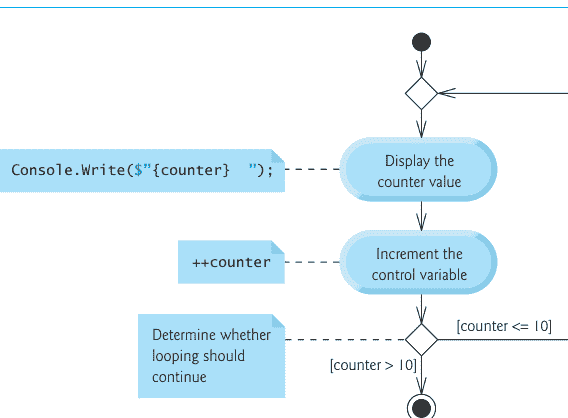 Display the
counter value
Console.Write($"{counter}  ");
Increment the
control variable
++counter
Determine whether
looping should
continue
[counter <= 10]
[counter > 10]